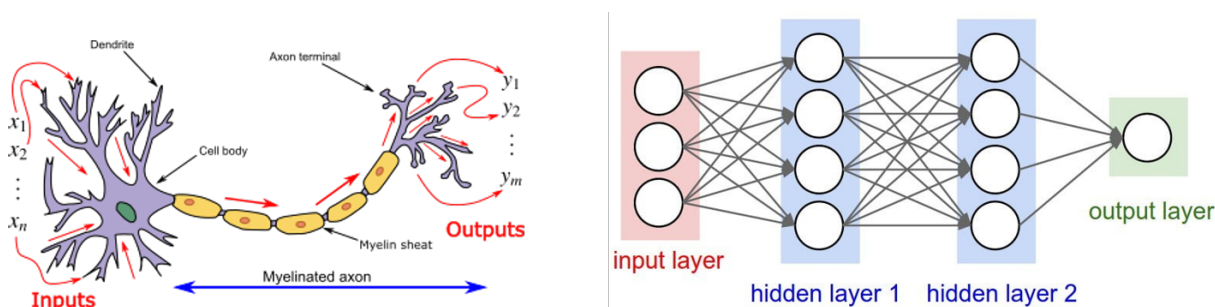 Dendrite
Axon terminal
x₁
x₂
⋮
xₙ
Cell body
y₁
y₂
⋮
yₘ
Outputs
Myelin sheat
Myelinated axon
Inputs
input layer
hidden layer 1
hidden layer 2
output layer